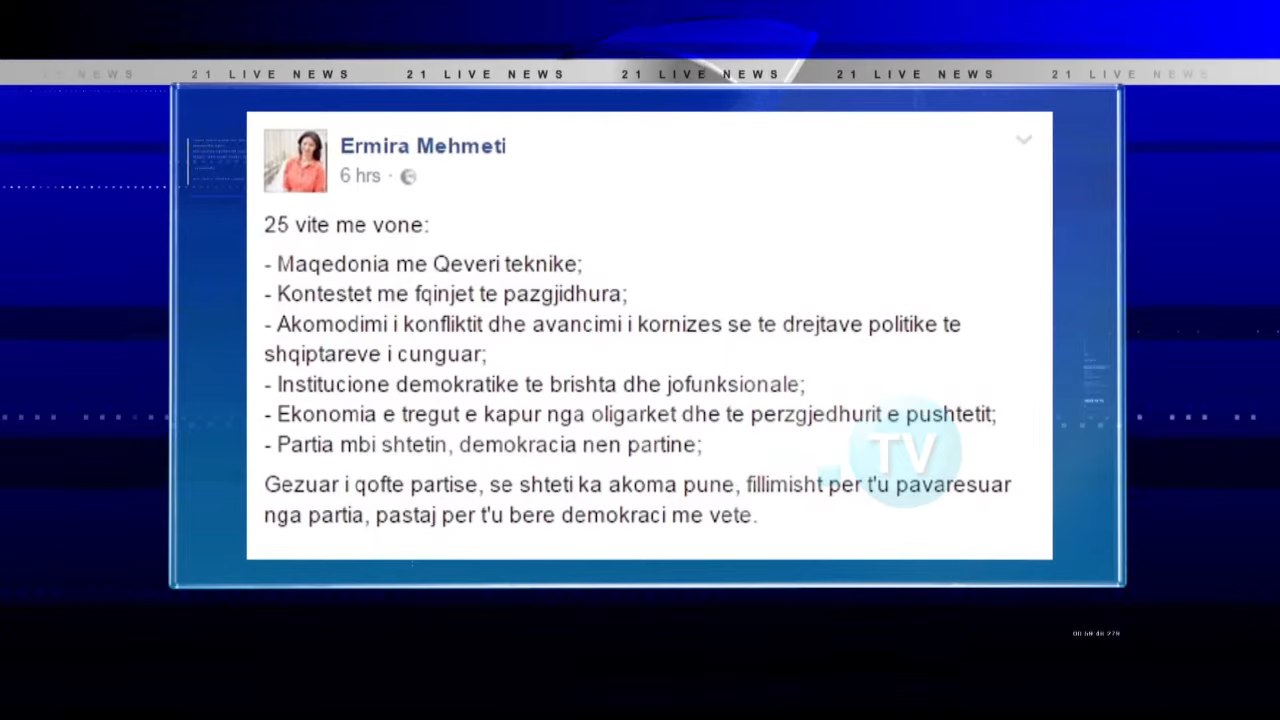 21 LIVE NEWS 21 LIVE NEWS 21 LIVE NEWS 21 LIVE NEWS 21 LIVE NEWS
Ermira Mehmeti
6 hrs ·
25 vite me vone:
- Maqedonia me Qeveri teknike;
- Kontestet me fqinjet te pazgjidhura;
- Akomodimi i konfliktit dhe avancimi i kornizes se te drejtave politike te
shqiptareve i cunguar;
- Institucione demokratike te brishta dhe jofunksionale;
- Ekonomia e tregut e kapur nga oligarket dhe te perzgjedhurit e pushtetit;
- Partia mbi shtetin, demokracia nen partine;
TV
Gezuar i qofte partise, se shteti ka akoma pune, fillimisht per t'u pavaresuar
nga partia, pastaj per t'u bere demokraci me vete.